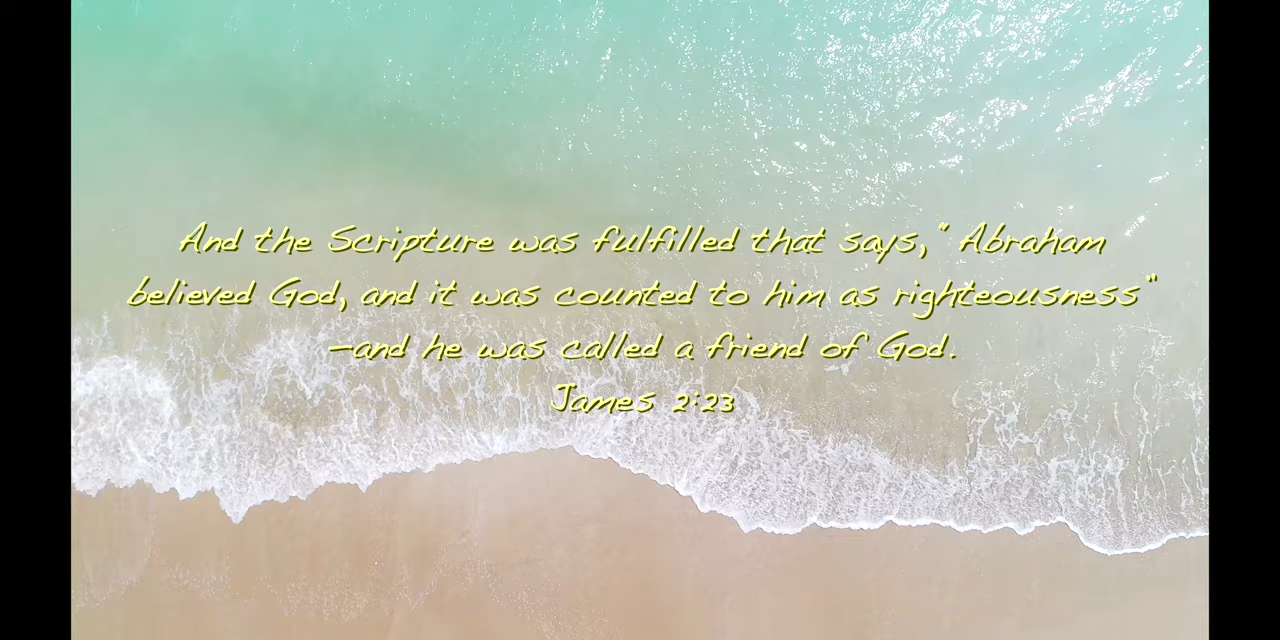 And the Scripture was fulfilled that says,"Abraham
believed God, and it was counted to him as righteousness"
—and he was called a friend of God.
James 2:23